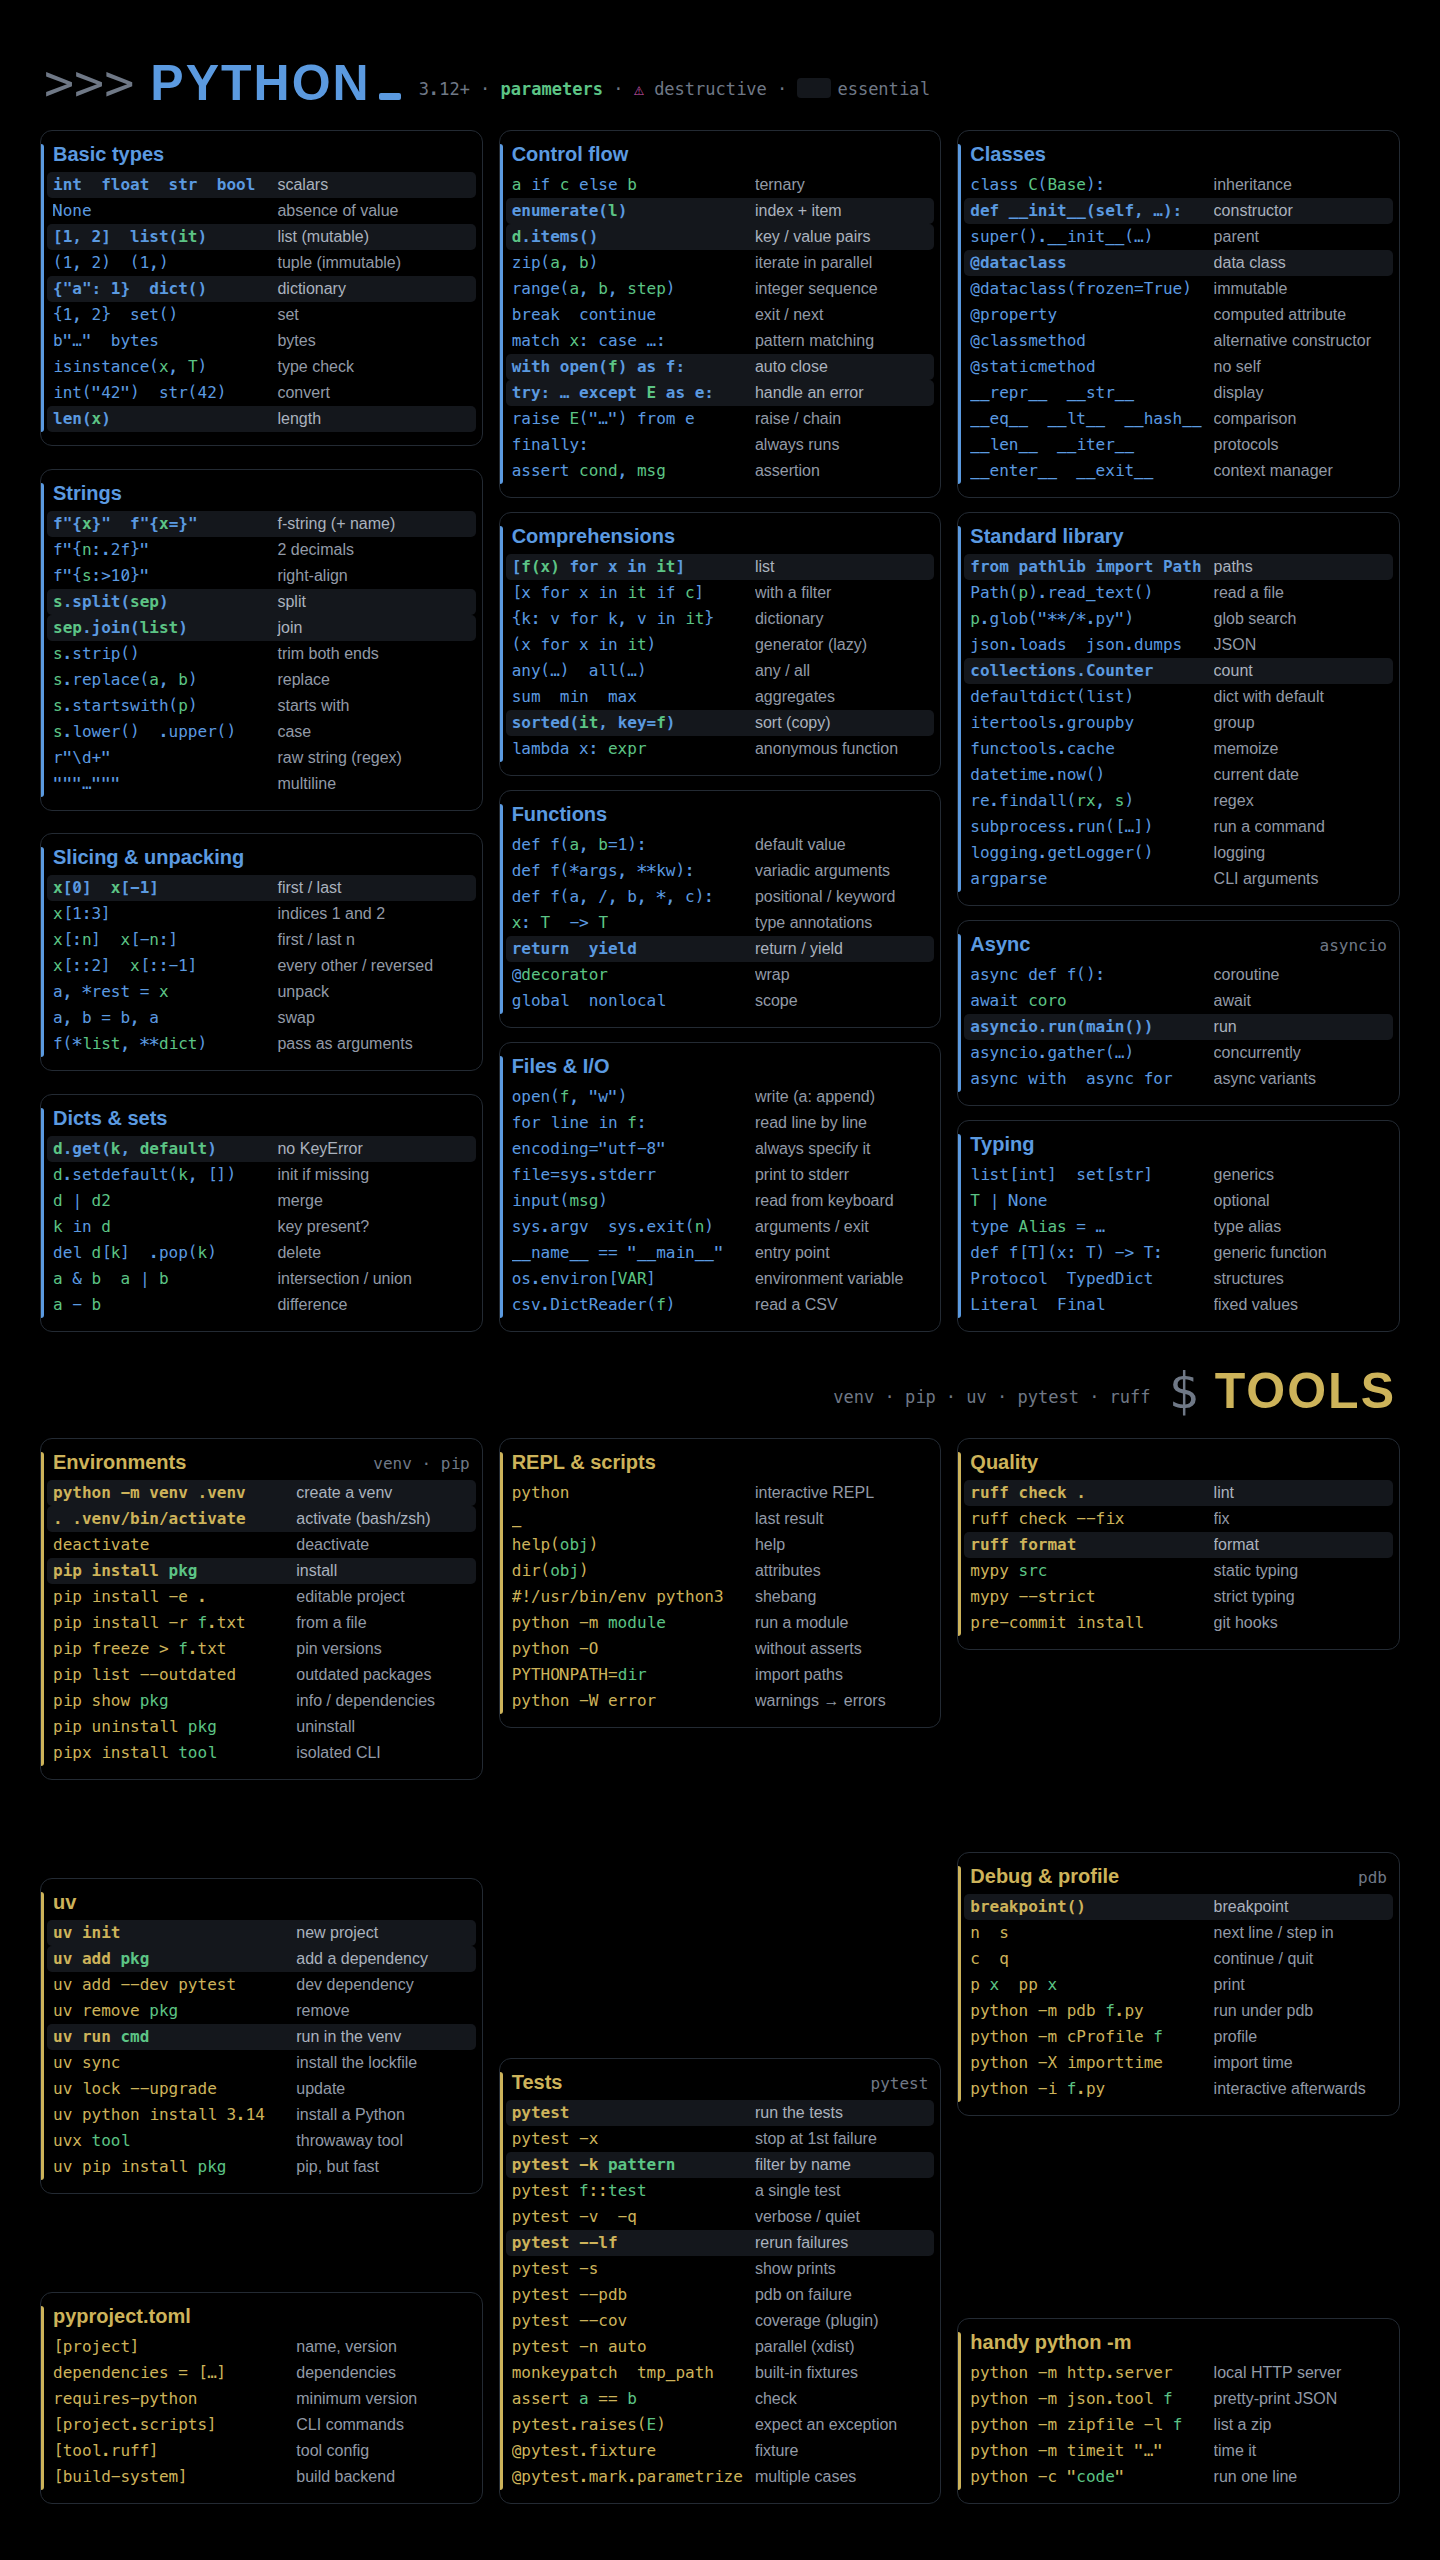 >>> PYTHON_ 3.12+ · parameters · ⚠ destructive · essential
Basic types
int  float  str  bool  scalars
None  absence of value
[1, 2]  list(it)  list (mutable)
(1, 2)  (1,)  tuple (immutable)
{"a": 1}  dict()  dictionary
{1, 2}  set()  set
b"…"  bytes  bytes
isinstance(x, T)  type check
int("42")  str(42)  convert
len(x)  length
Strings
f"{x}"  f"{x=}"  f-string (+ name)
f"{n:.2f}"  2 decimals
f"{s:>10}"  right-align
s.split(sep)  split
sep.join(list)  join
s.strip()  trim both ends
s.replace(a, b)  replace
s.startswith(p)  starts with
s.lower()  .upper()  case
r"\d+"  raw string (regex)
"""…"""  multiline
Slicing & unpacking
x[0]  x[-1]  first / last
x[1:3]  indices 1 and 2
x[:n]  x[-n:]  first / last n
x[::2]  x[::-1]  every other / reversed
a, *rest = x  unpack
a, b = b, a  swap
f(*list, **dict)  pass as arguments
Dicts & sets
d.get(k, default)  no KeyError
d.setdefault(k, [])  init if missing
d | d2  merge
k in d  key present?
del d[k]  .pop(k)  delete
a & b  a | b  intersection / union
a - b  difference
Control flow
a if c else b  ternary
enumerate(l)  index + item
d.items()  key / value pairs
zip(a, b)  iterate in parallel
range(a, b, step)  integer sequence
break  continue  exit / next
match x: case …:  pattern matching
with open(f) as f:  auto close
try: … except E as e:  handle an error
raise E("…") from e  raise / chain
finally:  always runs
assert cond, msg  assertion
Comprehensions
[f(x) for x in it]  list
[x for x in it if c]  with a filter
{k: v for k, v in it}  dictionary
(x for x in it)  generator (lazy)
any(…)  all(…)  any / all
sum  min  max  aggregates
sorted(it, key=f)  sort (copy)
lambda x: expr  anonymous function
Functions
def f(a, b=1):  default value
def f(*args, **kw):  variadic arguments
def f(a, /, b, *, c):  positional / keyword
x: T  -> T  type annotations
return  yield  return / yield
@decorator  wrap
global  nonlocal  scope
Files & I/O
open(f, "w")  write (a: append)
for line in f:  read line by line
encoding="utf-8"  always specify it
file=sys.stderr  print to stderr
input(msg)  read from keyboard
sys.argv  sys.exit(n)  arguments / exit
__name__ == "__main__"  entry point
os.environ[VAR]  environment variable
csv.DictReader(f)  read a CSV
Classes
class C(Base):  inheritance
def __init__(self, …):  constructor
super().__init__(…)  parent
@dataclass  data class
@dataclass(frozen=True)  immutable
@property  computed attribute
@classmethod  alternative constructor
@staticmethod  no self
__repr__  __str__  display
__eq__  __lt__  __hash__  comparison
__len__  __iter__  protocols
__enter__  __exit__  context manager
Standard library
from pathlib import Path  paths
Path(p).read_text()  read a file
p.glob("**/*.py")  glob search
json.loads  json.dumps  JSON
collections.Counter  count
defaultdict(list)  dict with default
itertools.groupby  group
functools.cache  memoize
datetime.now()  current date
re.findall(rx, s)  regex
subprocess.run([…])  run a command
logging.getLogger()  logging
argparse  CLI arguments
Async  asyncio
async def f():  coroutine
await coro  await
asyncio.run(main())  run
asyncio.gather(…)  concurrently
async with  async for  async variants
Typing
list[int]  set[str]  generics
T | None  optional
type Alias = …  type alias
def f[T](x: T) -> T:  generic function
Protocol  TypedDict  structures
Literal  Final  fixed values
venv · pip · uv · pytest · ruff  $ TOOLS
Environments  venv · pip
python -m venv .venv  create a venv
. .venv/bin/activate  activate (bash/zsh)
deactivate  deactivate
pip install pkg  install
pip install -e .  editable project
pip install -r f.txt  from a file
pip freeze > f.txt  pin versions
pip list --outdated  outdated packages
pip show pkg  info / dependencies
pip uninstall pkg  uninstall
pipx install tool  isolated CLI
uv
uv init  new project
uv add pkg  add a dependency
uv add --dev pytest  dev dependency
uv remove pkg  remove
uv run cmd  run in the venv
uv sync  install the lockfile
uv lock --upgrade  update
uv python install 3.14  install a Python
uvx tool  throwaway tool
uv pip install pkg  pip, but fast
pyproject.toml
[project]  name, version
dependencies = […]  dependencies
requires-python  minimum version
[project.scripts]  CLI commands
[tool.ruff]  tool config
[build-system]  build backend
REPL & scripts
python  interactive REPL
_  last result
help(obj)  help
dir(obj)  attributes
#!/usr/bin/env python3  shebang
python -m module  run a module
python -O  without asserts
PYTHONPATH=dir  import paths
python -W error  warnings → errors
Tests  pytest
pytest  run the tests
pytest -x  stop at 1st failure
pytest -k pattern  filter by name
pytest f::test  a single test
pytest -v  -q  verbose / quiet
pytest --lf  rerun failures
pytest -s  show prints
pytest --pdb  pdb on failure
pytest --cov  coverage (plugin)
pytest -n auto  parallel (xdist)
monkeypatch  tmp_path  built-in fixtures
assert a == b  check
pytest.raises(E)  expect an exception
@pytest.fixture  fixture
@pytest.mark.parametrize  multiple cases
Quality
ruff check .  lint
ruff check --fix  fix
ruff format  format
mypy src  static typing
mypy --strict  strict typing
pre-commit install  git hooks
Debug & profile  pdb
breakpoint()  breakpoint
n  s  next line / step in
c  q  continue / quit
p x  pp x  print
python -m pdb f.py  run under pdb
python -m cProfile f  profile
python -X importtime  import time
python -i f.py  interactive afterwards
handy python -m
python -m http.server  local HTTP server
python -m json.tool f  pretty-print JSON
python -m zipfile -l f  list a zip
python -m timeit "…"  time it
python -c "code"  run one line